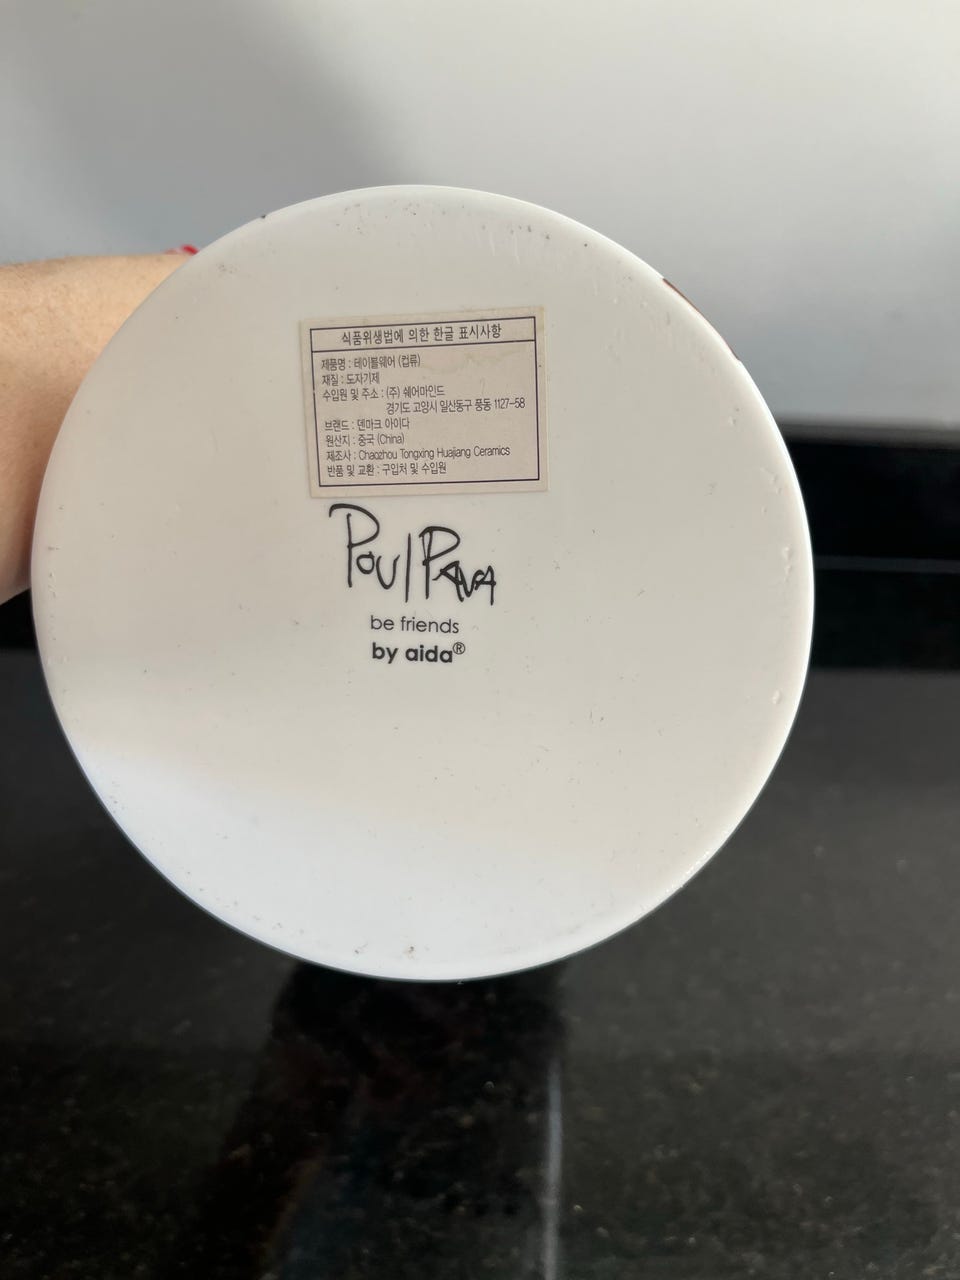 식품위생법에 의한 한글 표시사항
제품명 : 테이블웨어 (컵류)
재질 : 도자기제
수입원 및 주소 : (주) 쉐어마인드
경기도 고양시 일산동구 풍동 1127-58
브랜드 : 덴마크 아이다
원산지 : 중국 (China)
제조사 : Chaozhou Tongxing Huajiang Ceramics
반품 및 교환 : 구입처 및 수입원
Poul Pava
be friends
by aida®